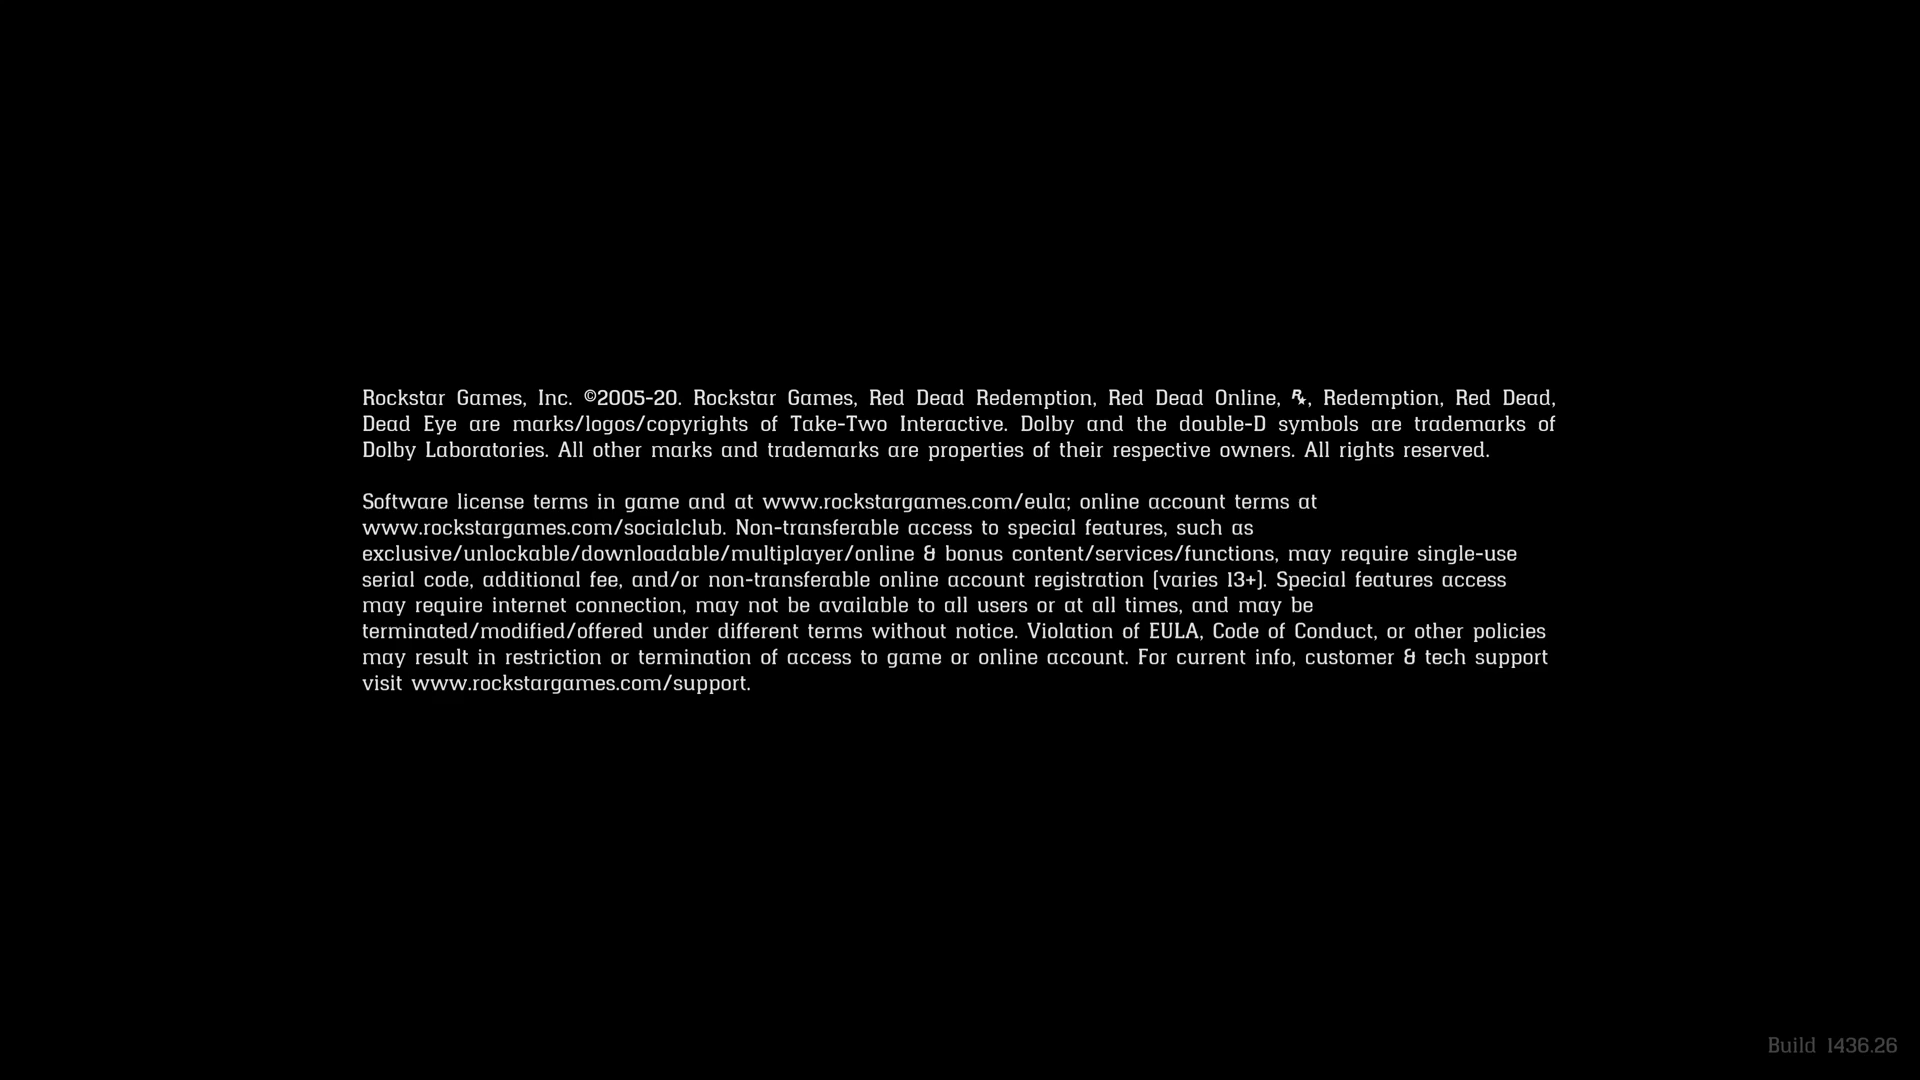 Rockstar Games, Inc. ©2005-20. Rockstar Games, Red Dead Redemption, Red Dead Online, R★, Redemption, Red Dead,
Dead Eye are marks/logos/copyrights of Take-Two Interactive. Dolby and the double-D symbols are trademarks of
Dolby Laboratories. All other marks and trademarks are properties of their respective owners. All rights reserved.
Software license terms in game and at www.rockstargames.com/eula; online account terms at
www.rockstargames.com/socialclub. Non-transferable access to special features, such as
exclusive/unlockable/downloadable/multiplayer/online & bonus content/services/functions, may require single-use
serial code, additional fee, and/or non-transferable online account registration (varies 13+). Special features access
may require internet connection, may not be available to all users or at all times, and may be
terminated/modified/offered under different terms without notice. Violation of EULA, Code of Conduct, or other policies
may result in restriction or termination of access to game or online account. For current info, customer & tech support
visit www.rockstargames.com/support.
Build 1436.26